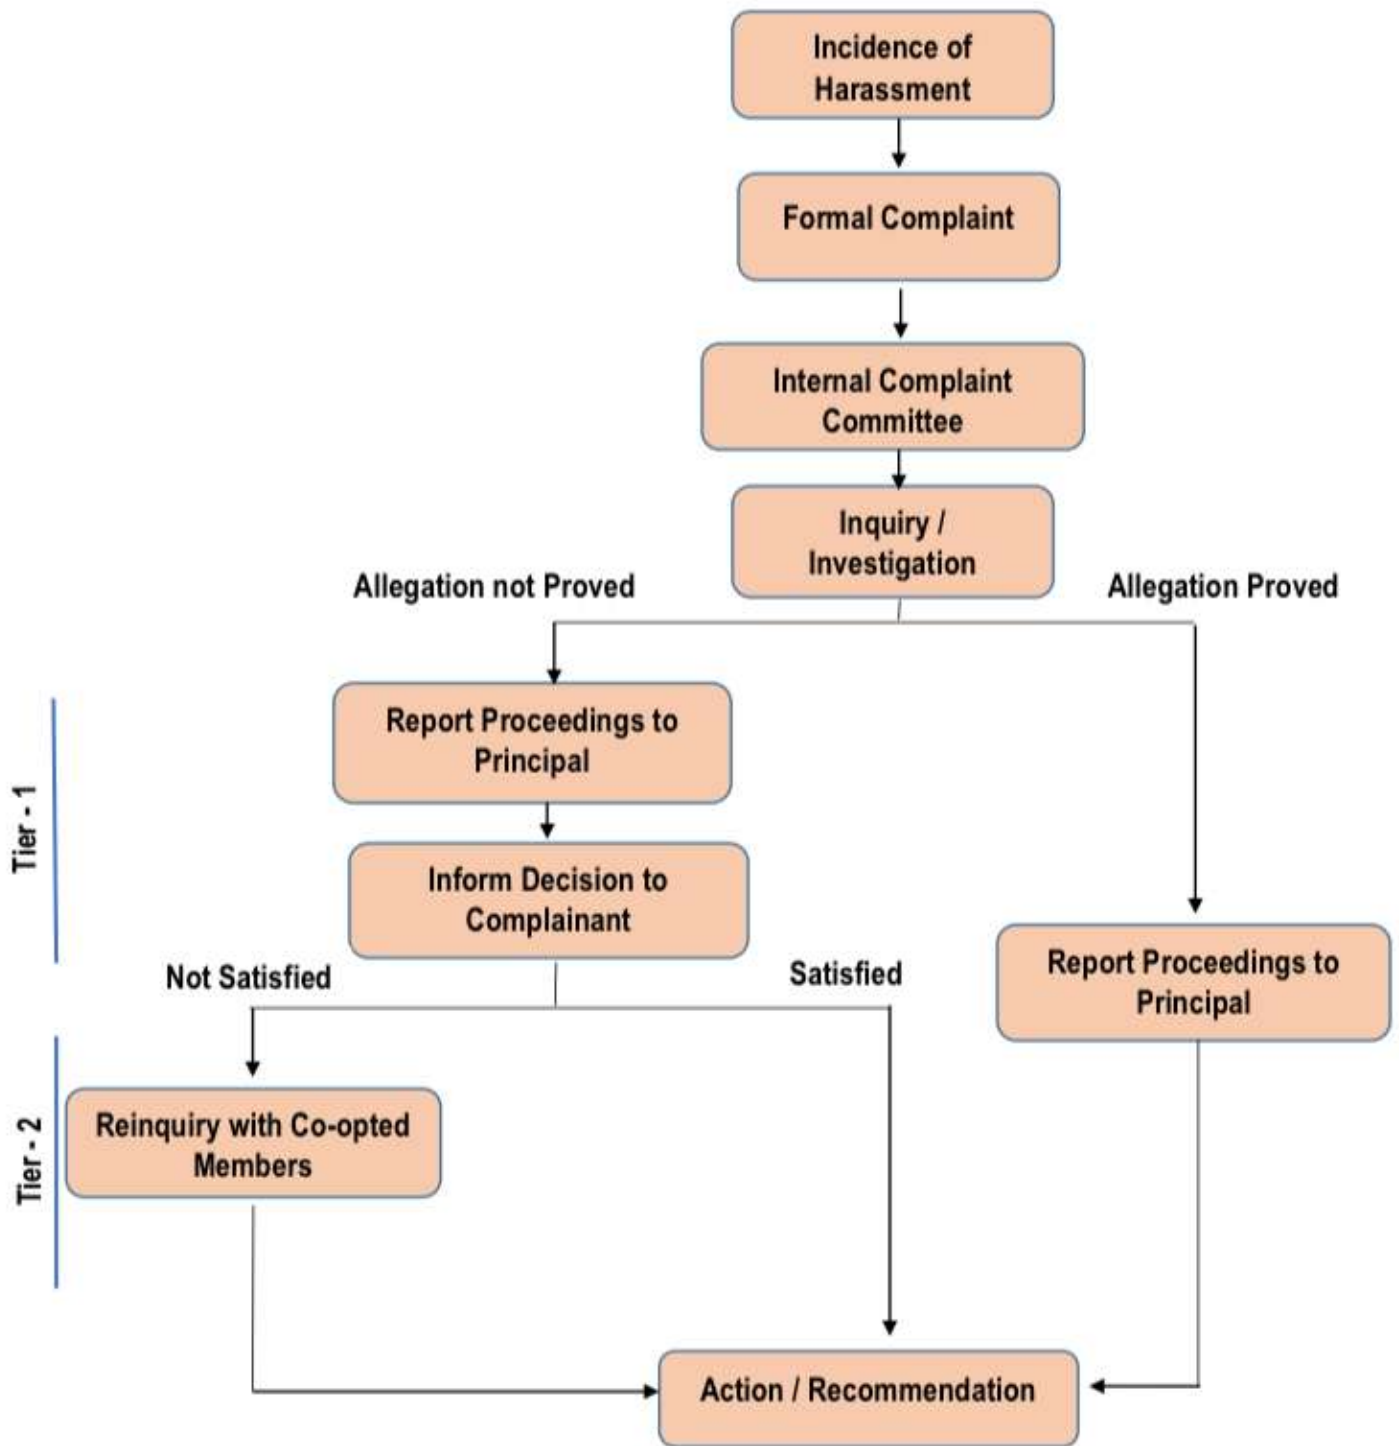 Incidence of
Harassment
Formal Complaint
Internal Complaint
Committee
Inquiry /
Investigation
Allegation not Proved
Allegation Proved
Report Proceedings to
Principal
Tier - 1
Inform Decision to
Complainant
Not Satisfied
Satisfied
Report Proceedings to
Principal
Tier - 2
Reinquiry with Co-opted
Members
Action / Recommendation